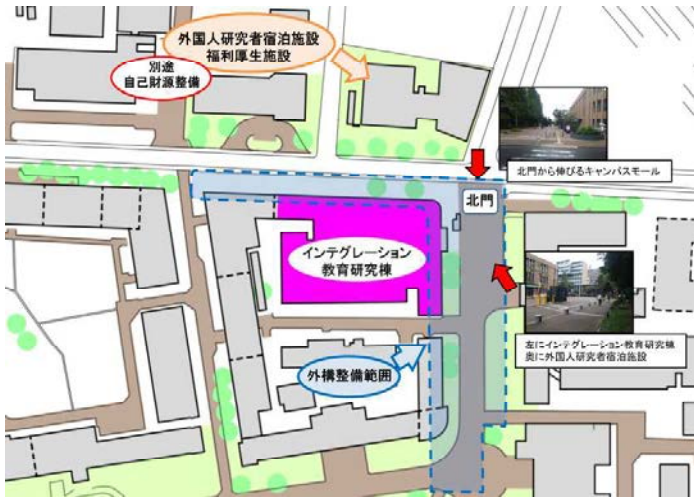 外国人研究者宿泊施設
福利厚生施設
別途
自己財源整備
北門から伸びるキャンパスモール
北門
インテグレーション
教育研究棟
左にインテグレーション教育研究棟
奥に外国人研究者宿泊施設
外構整備範囲